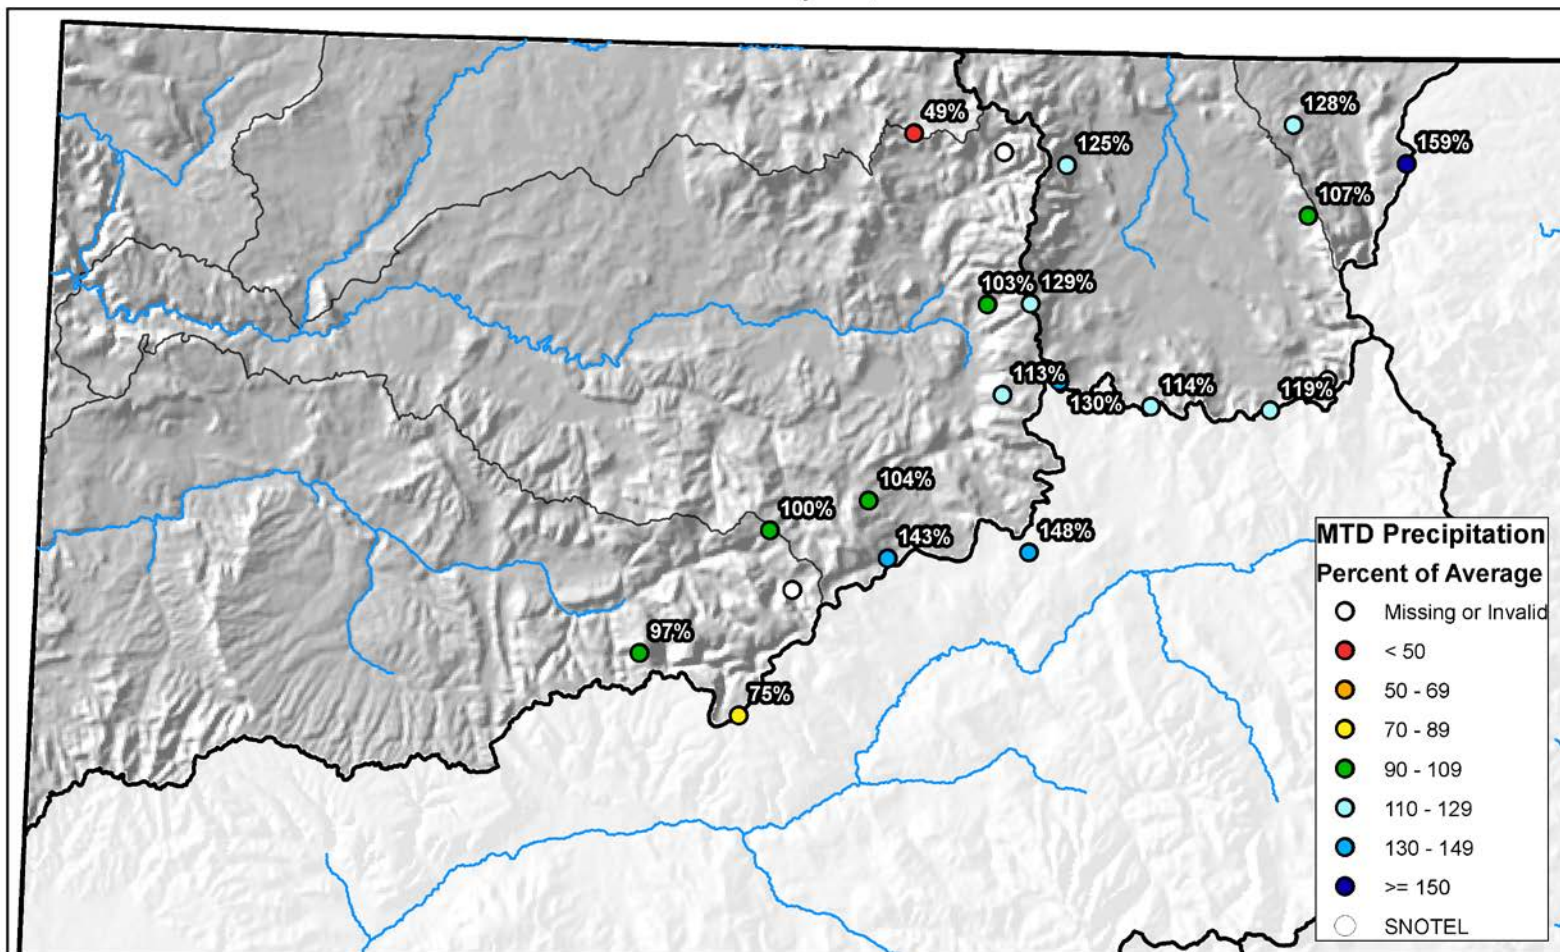 49%
128%
125%
159%
107%
103%
129%
113%
130%
114%
119%
104%
100%
143%
148%
97%
75%
MTD Precipitation
Percent of Average
Missing or Invalid
< 50
50 - 69
70 - 89
90 - 109
110 - 129
130 - 149
>= 150
SNOTEL